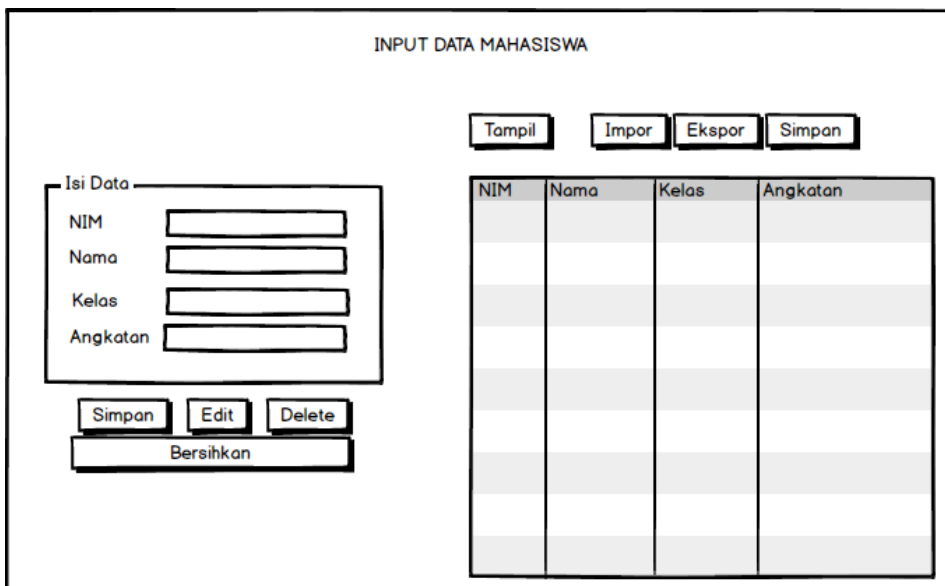 INPUT DATA MAHASISWA
Tampil Impor Ekspor Simpan
Isi Data
NIM
Nama
Kelas
Angkatan
Simpan Edit Delete
Bersihkan
NIM Nama Kelas Angkatan